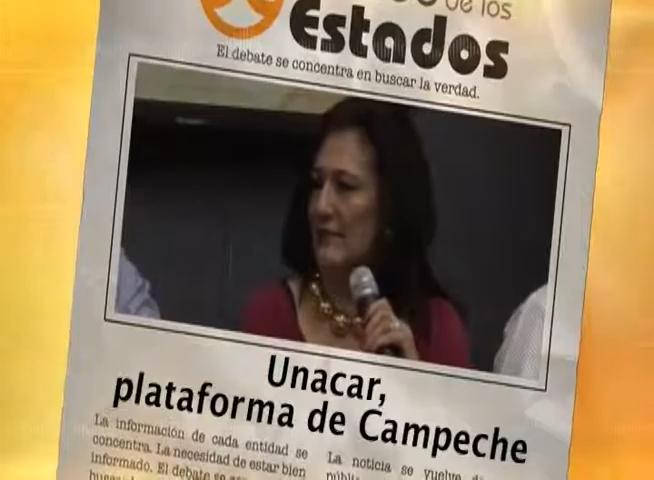 de los
Estados
El debate se concentra en buscar la verdad.
Unacar,
plataforma de Campeche
La información de cada entidad se
concentra. La necesidad de estar bien
informado. El debate se
La noticia se vuelve